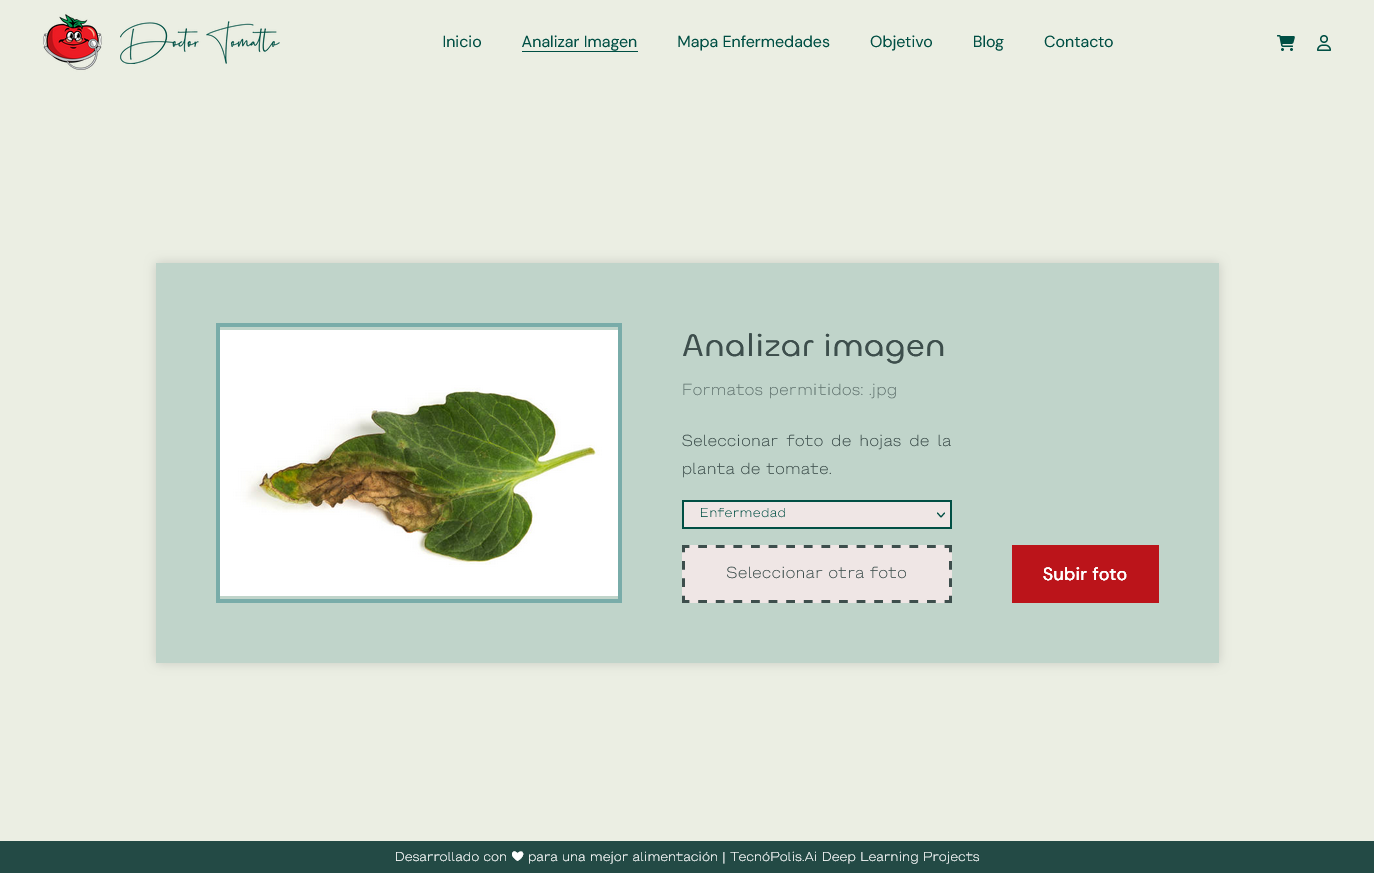 Doctor Tomatto
Inicio
Analizar Imagen
Mapa Enfermedades
Objetivo
Blog
Contacto
Analizar imagen
Formatos permitidos: .jpg
Seleccionar foto de hojas de la
planta de tomate.
Enfermedad
Seleccionar otra foto
Subir foto
Desarrollado con ❤ para una mejor alimentación | TecnóPolis.Ai Deep Learning Projects